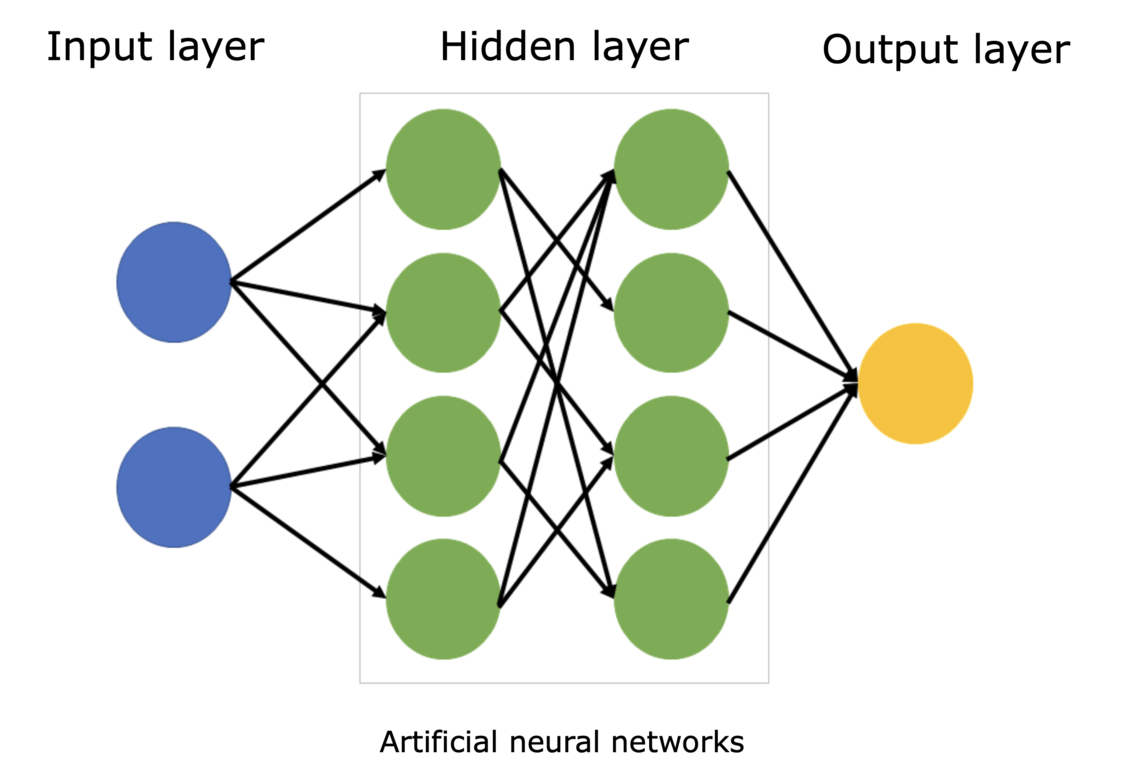 Input layer
Hidden layer
Output layer
Artificial neural networks